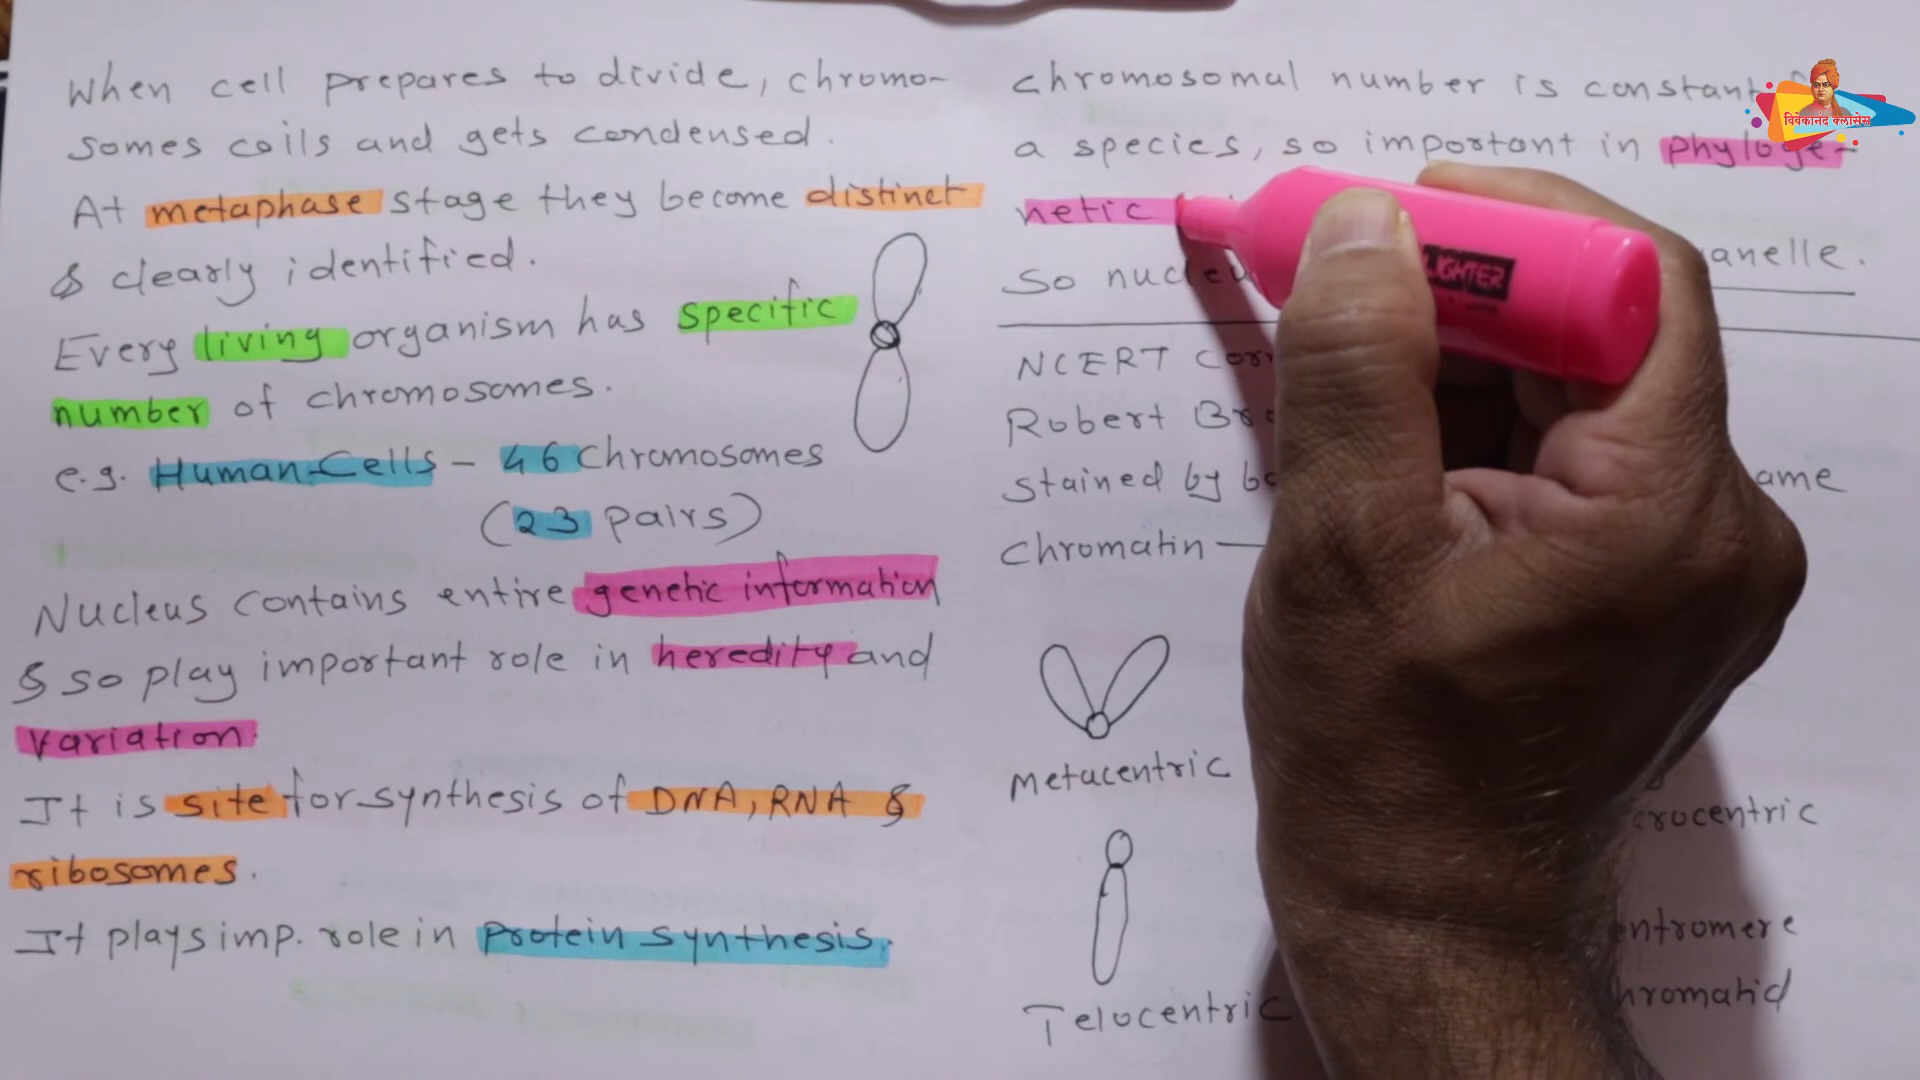 When cell prepares to divide, chromo-
somes coils and gets condensed.
At metaphase stage they become distinct
& clearly identified.
Every living organism has specific
number of chromosomes.
e.g. Human Cells - 46 Chromosomes
(23 pairs)
Nucleus contains entire genetic information
& so play important role in heredity and
variation.
It is site for synthesis of DNA, RNA &
ribosomes.
It plays imp. role in protein synthesis.
chromosomal number is constant
a species, so important in phyloge-
netic
So
NCERT
Robert
stained by
ame
chromatin —
Metacentric
Telocentric
LIGHTER
विवेकानंद क्लासेस